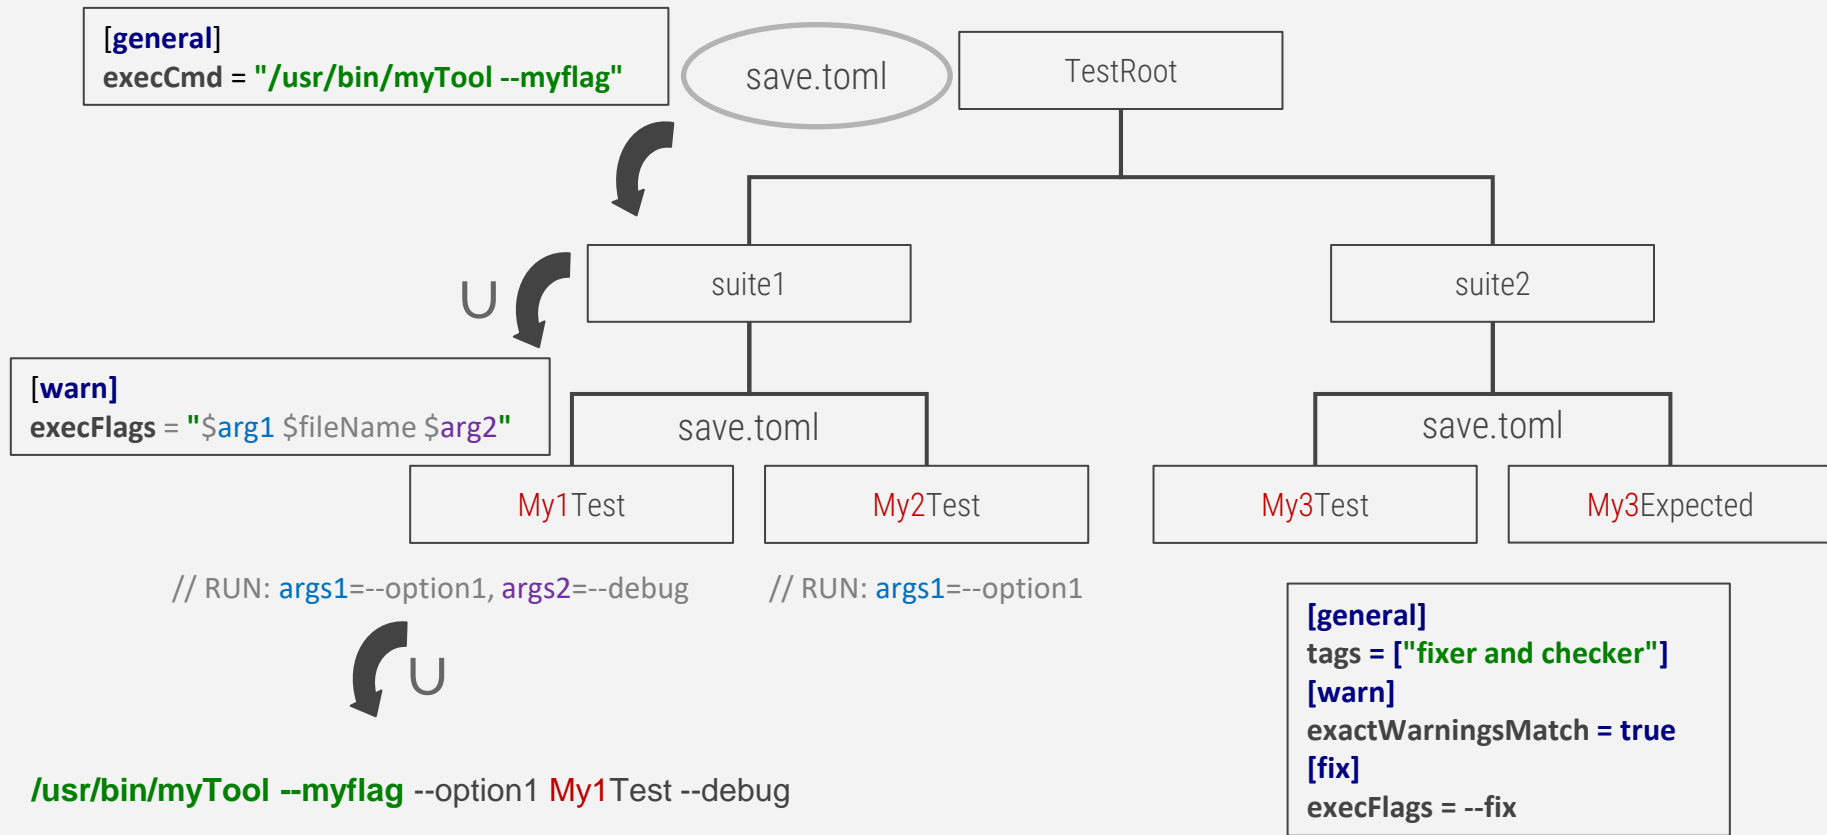 [general]
execCmd = "/usr/bin/myTool --myflag"
save.toml
TestRoot
∪
suite1
suite2
[warn]
execFlags = "$arg1 $fileName $arg2"
save.toml
save.toml
My1Test
My2Test
My3Test
My3Expected
// RUN: args1=--option1, args2=--debug
// RUN: args1=--option1
∪
/usr/bin/myTool --myflag --option1 My1Test --debug
[general]
tags = ["fixer and checker"]
[warn]
exactWarningsMatch = true
[fix]
execFlags = --fix